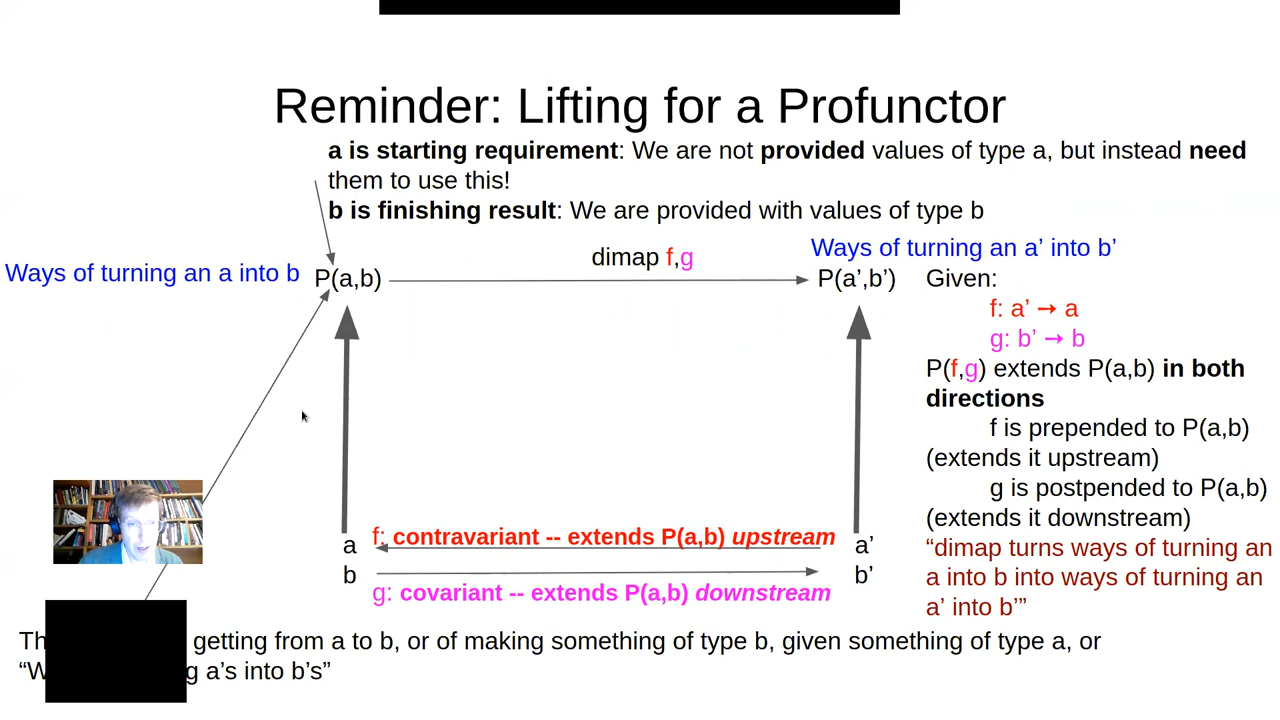 Reminder: Lifting for a Profunctor
a is starting requirement: We are not provided values of type a, but instead need
them to use this!
b is finishing result: We are provided with values of type b
Ways of turning an a into b
P(a,b)
dimap f,g
Ways of turning an a’ into b’
P(a’,b’)
Given:
f: a’ → a
g: b’ → b
P(f,g) extends P(a,b) in both
directions
f is prepended to P(a,b)
(extends it upstream)
g is postpended to P(a,b)
(extends it downstream)
“dimap turns ways of turning an
a into b into ways of turning an
a’ into b’”
a
f: contravariant -- extends P(a,b) upstream
a’
b
b’
g: covariant -- extends P(a,b) downstream
getting from a to b, or of making something of type b, given something of type a, or
a’s into b’s”